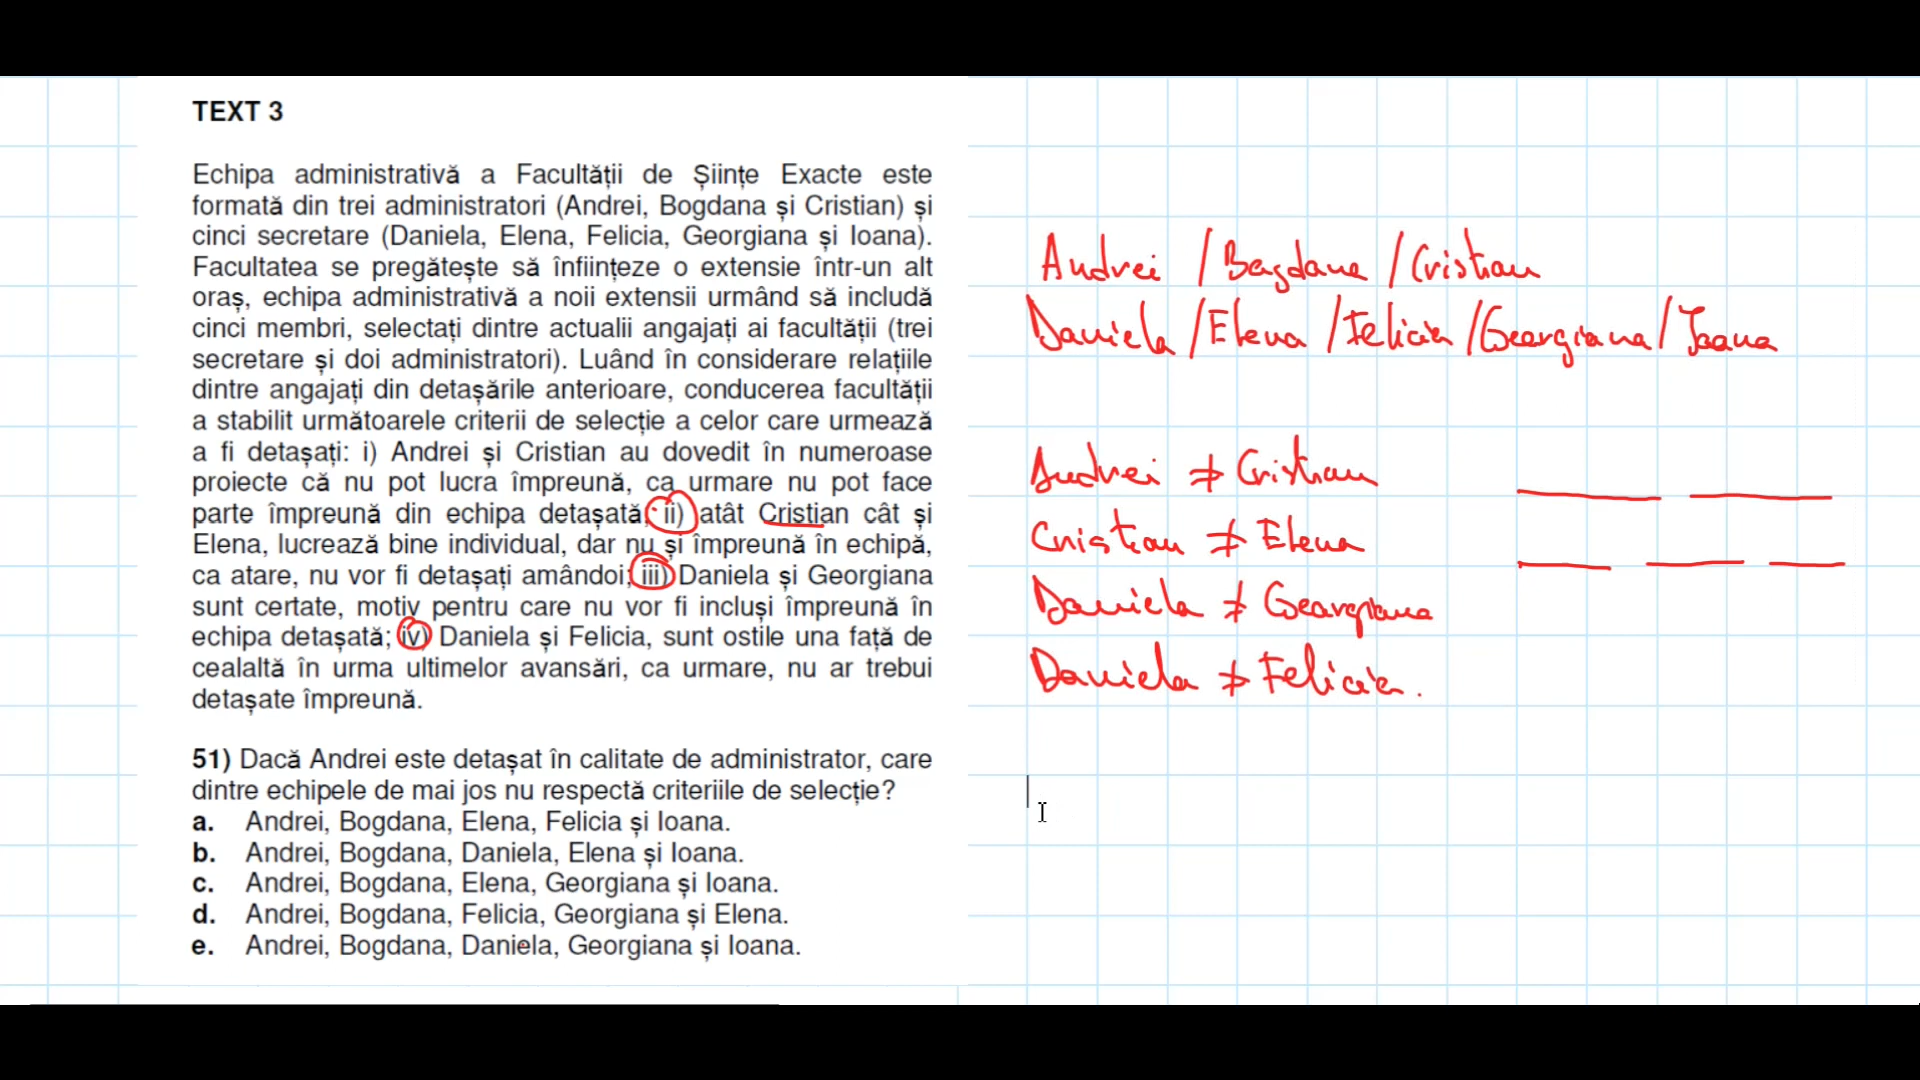 TEXT 3
Echipa administrativă a Facultății de Șiințe Exacte este
formată din trei administratori (Andrei, Bogdana și Cristian) și
cinci secretare (Daniela, Elena, Felicia, Georgiana și Ioana).
Facultatea se pregătește să înființeze o extensie într-un alt
oraș, echipa administrativă a noii extensii urmând să includă
cinci membri, selectați dintre actualii angajați ai facultății (trei
secretare și doi administratori). Luând în considerare relațiile
dintre angajați din detașările anterioare, conducerea facultății
a stabilit următoarele criterii de selecție a celor care urmează
a fi detașați: i) Andrei și Cristian au dovedit în numeroase
proiecte că nu pot lucra împreună, ca urmare nu pot face
parte împreună din echipa detașată; ii) atât Cristian cât și
Elena, lucrează bine individual, dar nu și împreună în echipă,
ca atare, nu vor fi detașați amândoi; iii) Daniela și Georgiana
sunt certate, motiv pentru care nu vor fi incluși împreună în
echipa detașată; iv) Daniela și Felicia, sunt ostile una față de
cealaltă în urma ultimelor avansări, ca urmare, nu ar trebui
detașate împreună.
51) Dacă Andrei este detașat în calitate de administrator, care
dintre echipele de mai jos nu respectă criteriile de selecție?
a. Andrei, Bogdana, Elena, Felicia și Ioana.
b. Andrei, Bogdana, Daniela, Elena și Ioana.
c. Andrei, Bogdana, Elena, Georgiana și Ioana.
d. Andrei, Bogdana, Felicia, Georgiana și Elena.
e. Andrei, Bogdana, Daniela, Georgiana și Ioana.
Andrei / Bogdana / Cristian
Daniela / Elena / Felicia / Georgiana / Ioana
Andrei ≠ Cristian
Cristian ≠ Elena
Daniela ≠ Georgiana
Daniela ≠ Felicia.